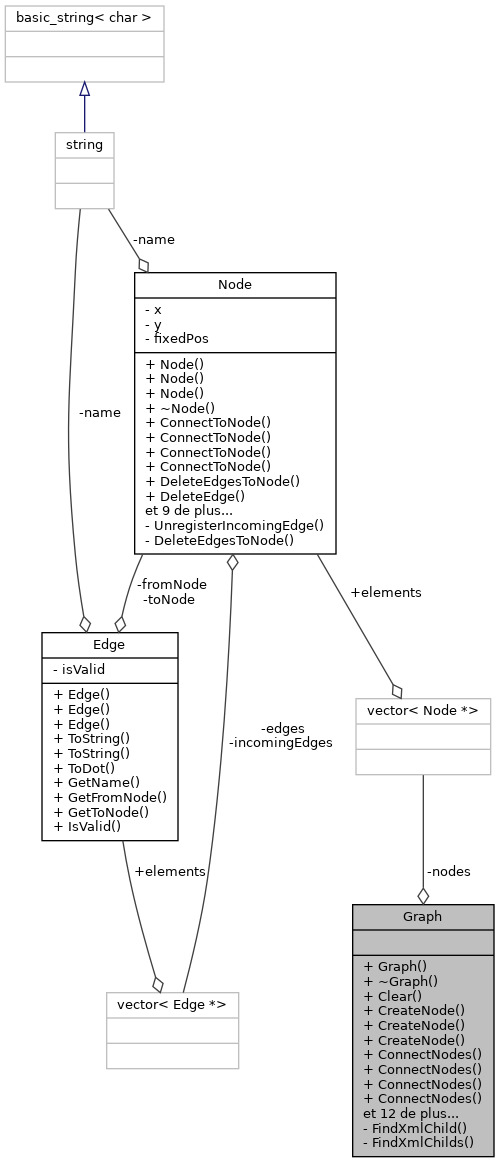 basic_string< char >
string
-name
Node
- x
- y
- fixedPos
+ Node()
+ Node()
+ Node()
+ ~Node()
+ ConnectToNode()
+ ConnectToNode()
+ ConnectToNode()
+ ConnectToNode()
+ DeleteEdgesToNode()
+ DeleteEdge()
et 9 de plus...
- UnregisterIncomingEdge()
- DeleteEdgesToNode()
-name
-fromNode
-toNode
+elements
Edge
- isValid
+ Edge()
+ Edge()
+ Edge()
+ ToString()
+ ToString()
+ ToDot()
+ GetName()
+ GetFromNode()
+ GetToNode()
+ IsValid()
-edges
-incomingEdges
vector< Node *>
+elements
-nodes
vector< Edge *>
Graph
+ Graph()
+ ~Graph()
+ Clear()
+ CreateNode()
+ CreateNode()
+ CreateNode()
+ ConnectNodes()
+ ConnectNodes()
+ ConnectNodes()
+ ConnectNodes()
et 12 de plus...
- FindXmlChild()
- FindXmlChilds()